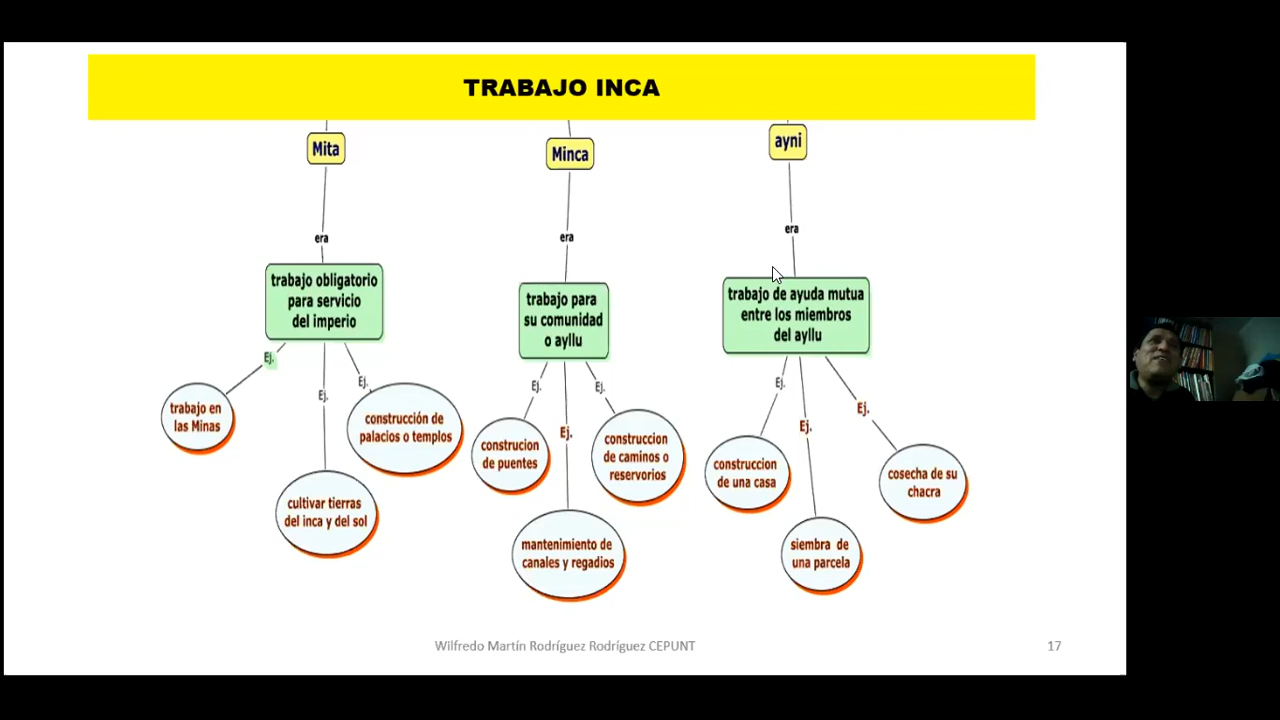 TRABAJO INCA
Mita
era
trabajo obligatorio
para servicio
del imperio
Ej.
trabajo en
las Minas
Ej.
cultivar tierras
del inca y del sol
Ej.
construcción de
palacios o templos
Minca
era
trabajo para
su comunidad
o ayllu
Ej.
construcion
de puentes
Ej.
mantenimiento de
canales y regadios
Ej.
construccion
de caminos o
reservorios
ayni
era
trabajo de ayuda mutua
entre los miembros
del ayllu
Ej.
construccion
de una casa
Ej.
siembra de
una parcela
Ej.
cosecha de su
chacra
Wilfredo Martín Rodríguez Rodríguez CEPUNT
17